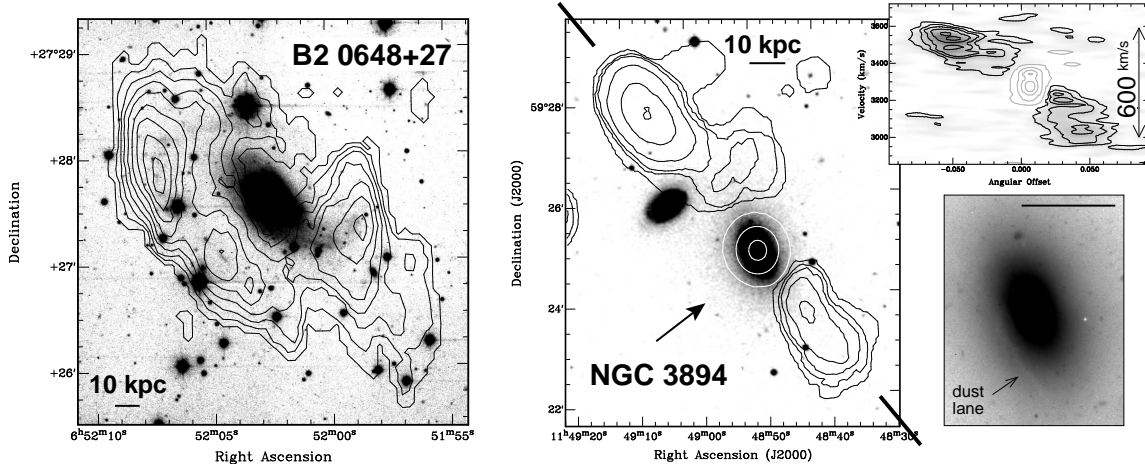 B2 0648+27
+27°29'
+28'
+27'
+26'
Declination
10 kpc
6ʰ52ᵐ10ˢ
52ᵐ05ˢ
52ᵐ00ˢ
51ᵐ55ˢ
Right Ascension
10 kpc
59°28'
26'
24'
22'
Declination (J2000)
NGC 3894
11ʰ49ᵐ20ˢ
49ᵐ10ˢ
49ᵐ00ˢ
48ᵐ50ˢ
48ᵐ40ˢ
48ᵐ30ˢ
Right Ascension (J2000)
3600
3400
3200
3000
Velocity (km/s)
600 km/s
-0.050
0.000
0.050
Angular Offset
dust
lane